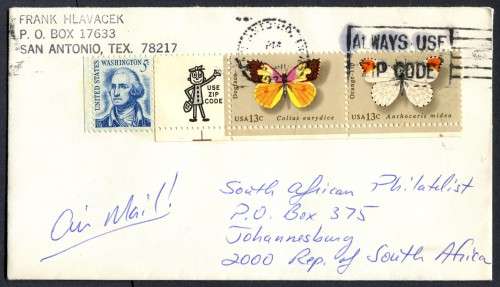 FRANK HLAVACEK
P. O. BOX 17633
SAN ANTONIO, TEX. 78217
PM
ALWAYS USE
ZIP CODE
UNITED STATES
WASHINGTON 5c
USE
ZIP
CODE
USA 13c
Colias eurydice
USA 13c
Anthocaris midea
Air Mail!
South African Philatelist
P.O. Box 375
Johannesburg
2000 Rep. of South Africa